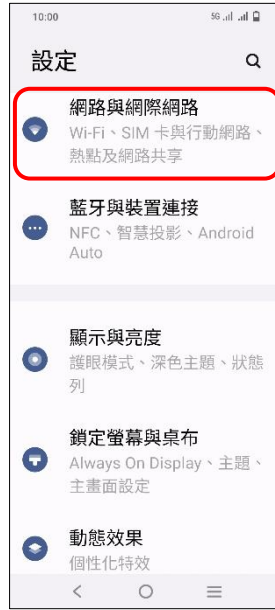 10:00
5G
設定
網路與網際網路
Wi-Fi、SIM 卡與行動網路、
熱點及網路共享
藍牙與裝置連接
NFC、智慧投影、Android
Auto
顯示與亮度
護眼模式、深色主題、狀態
列
鎖定螢幕與桌布
Always On Display、主題、
主畫面設定
動態效果
個性化特效